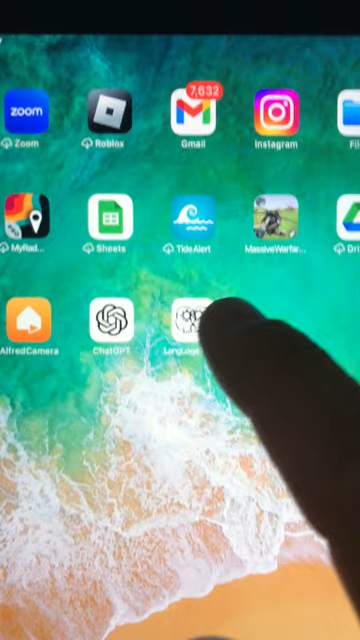 zoom
7,632
Zoom
Roblox
Gmail
Instagram
MyRad...
Sheets
TideAlert
MassiveWarfar...
AlfredCamera
ChatGPT